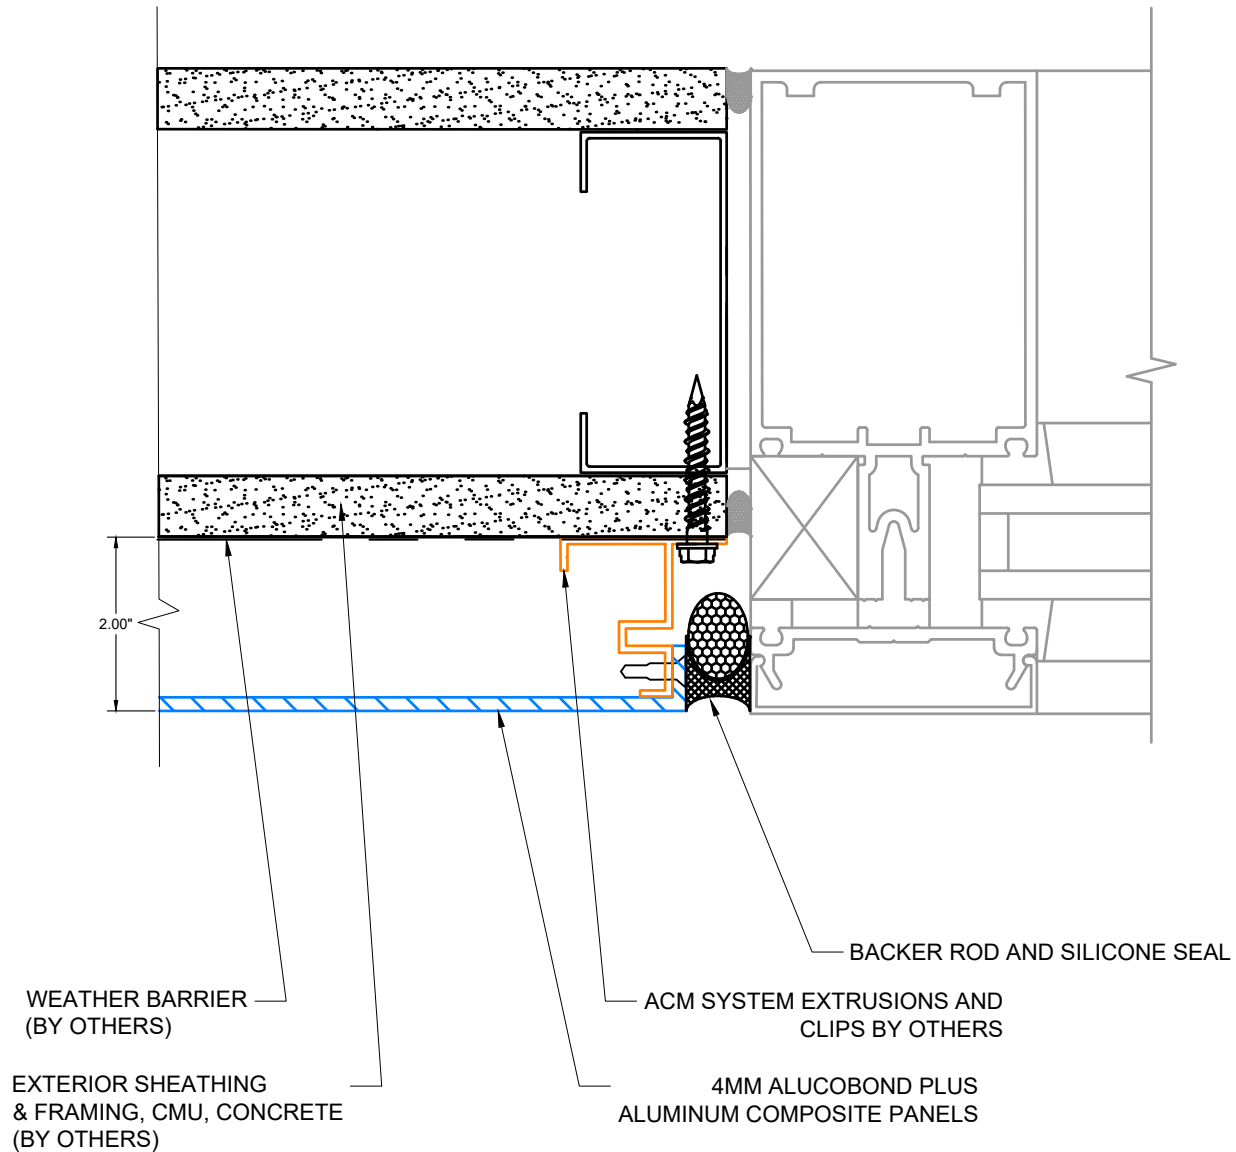 2.00"
BACKER ROD AND SILICONE SEAL
WEATHER BARRIER
(BY OTHERS)
ACM SYSTEM EXTRUSIONS AND
CLIPS BY OTHERS
EXTERIOR SHEATHING
& FRAMING, CMU, CONCRETE
(BY OTHERS)
4MM ALUCOBOND PLUS
ALUMINUM COMPOSITE PANELS